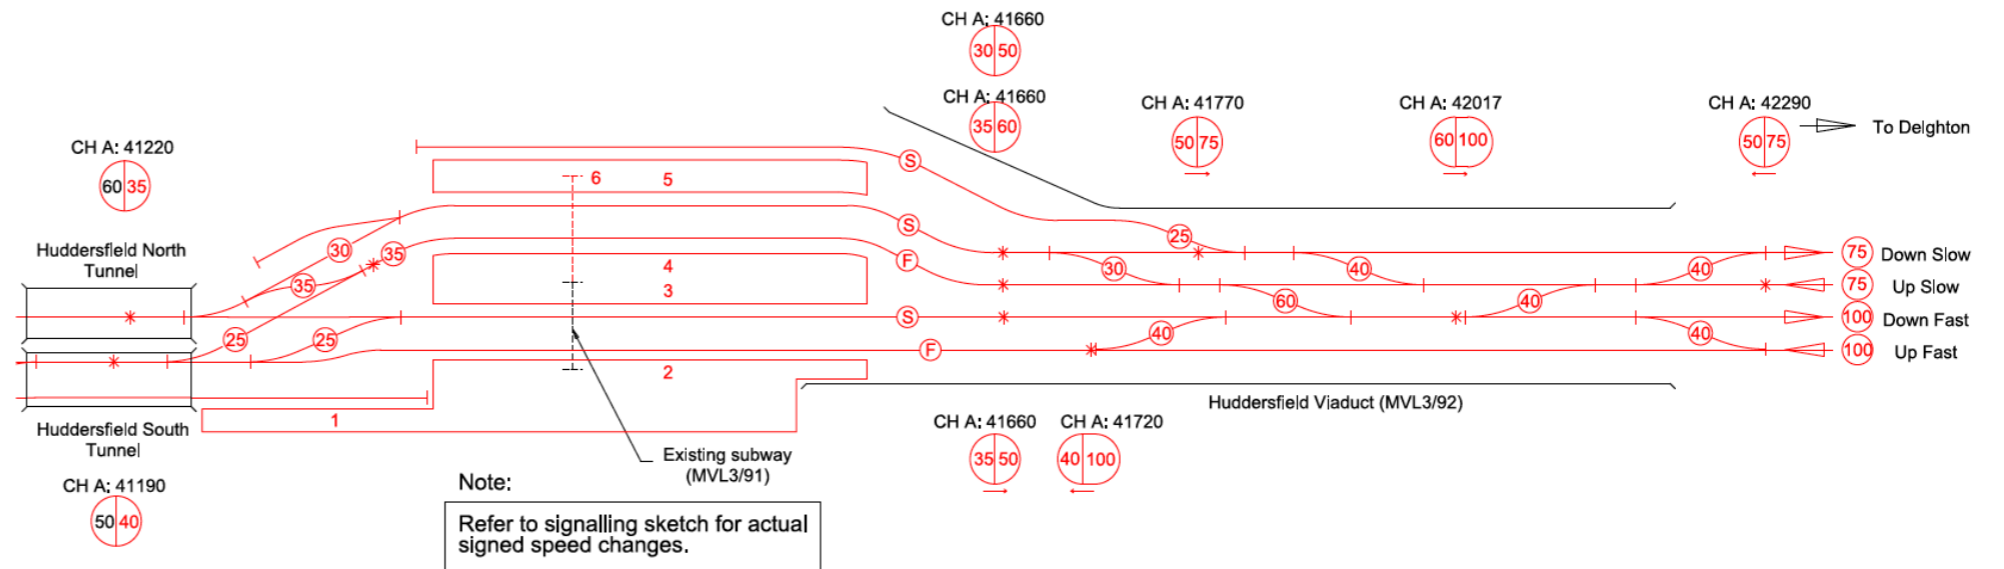 CH A: 41660
30 50
CH A: 41660
35 60
CH A: 41770
50 75
CH A: 42017
60 100
CH A: 42290
50 75
To Deighton
CH A: 41220
60 35
S
6 5
S
25
30
35
35
F
Huddersfield North
Tunnel
4
3
30
40
40
75 Down Slow
75 Up Slow
60
40
S
100 Down Fast
25
25
40
40
F
100 Up Fast
2
1
Huddersfield South
Tunnel
Huddersfield Viaduct (MVL3/92)
CH A: 41660
35 50
CH A: 41720
40 100
Existing subway
(MVL3/91)
CH A: 41190
50 40
Note:
Refer to signalling sketch for actual
signed speed changes.